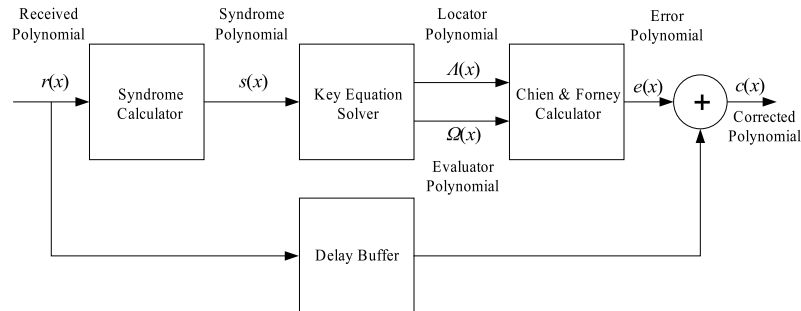 Received
Polynomial
Syndrome
Polynomial
Locator
Polynomial
Error
Polynomial
r(x)
Syndrome
Calculator
s(x)
Key Equation
Solver
Λ(x)
Ω(x)
Chien & Forney
Calculator
e(x)
+
c(x)
Corrected
Polynomial
Evaluator
Polynomial
Delay Buffer